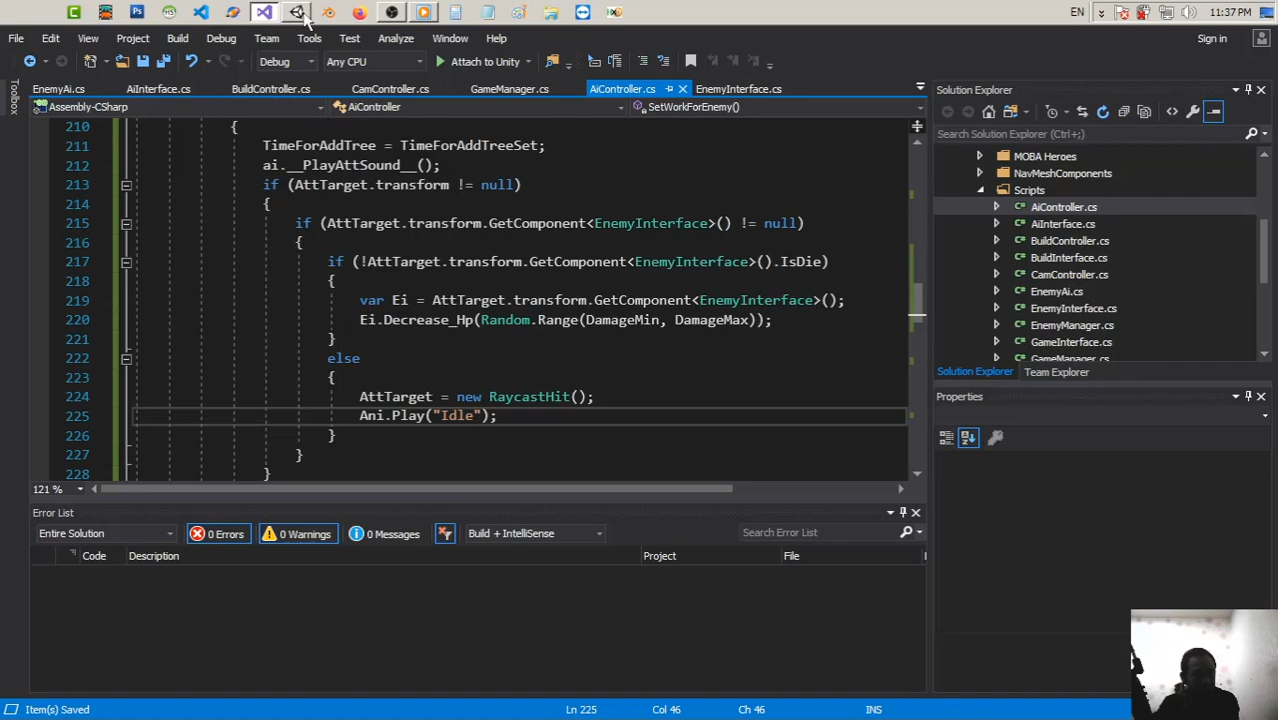 EN
11:37 PM
File Edit View Project Build Debug Team Tools Test Analyze Window Help
Sign in
Debug Any CPU Attach to Unity
EnemyAi.cs AiInterface.cs BuildController.cs CamController.cs GameManager.cs AiController.cs EnemyInterface.cs
Toolbox
Assembly-CSharp AiController SetWorkForEnemy()
210 {
211 TimeForAddTree = TimeForAddTreeSet;
212 ai.__PlayAttSound__();
213 if (AttTarget.transform != null)
214 {
215 if (AttTarget.transform.GetComponent<EnemyInterface>() != null)
216 {
217 if (!AttTarget.transform.GetComponent<EnemyInterface>().IsDie)
218 {
219 var Ei = AttTarget.transform.GetComponent<EnemyInterface>();
220 Ei.Decrease_Hp(Random.Range(DamageMin, DamageMax));
221 }
222 else
223 {
224 AttTarget = new RaycastHit();
225 Ani.Play("Idle");
226 }
227 }
228 }
121 %
Solution Explorer
Search Solution Explorer (Ctrl+;)
MOBA Heroes
NavMeshComponents
Scripts
AiController.cs
AiInterface.cs
BuildController.cs
BuildInterface.cs
CamController.cs
EnemyAi.cs
EnemyInterface.cs
EnemyManager.cs
GameInterface.cs
GameManager.cs
Solution Explorer Team Explorer
Properties
Error List
Entire Solution 0 Errors 0 Warnings 0 Messages Build + IntelliSense Search Error List
Code Description Project File
Item(s) Saved Ln 225 Col 46 Ch 46 INS